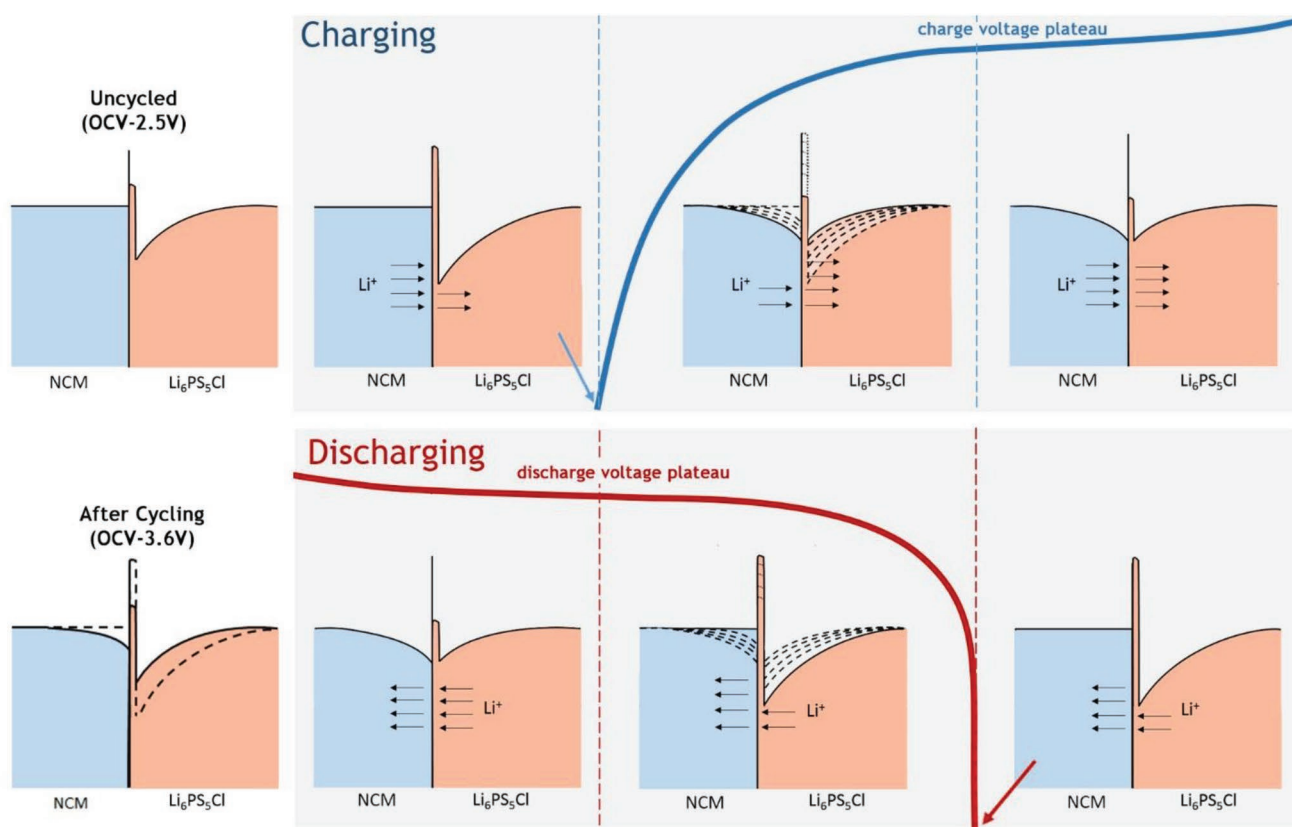 Charging
charge voltage plateau
Uncycled
(OCV-2.5V)
Li⁺
Li⁺
Li⁺
NCM
Li₆PS₅Cl
NCM
Li₆PS₅Cl
NCM
Li₆PS₅Cl
NCM
Li₆PS₅Cl
Discharging
discharge voltage plateau
After Cycling
(OCV-3.6V)
Li⁺
Li⁺
Li⁺
NCM
Li₆PS₅Cl
NCM
Li₆PS₅Cl
NCM
Li₆PS₅Cl
NCM
Li₆PS₅Cl